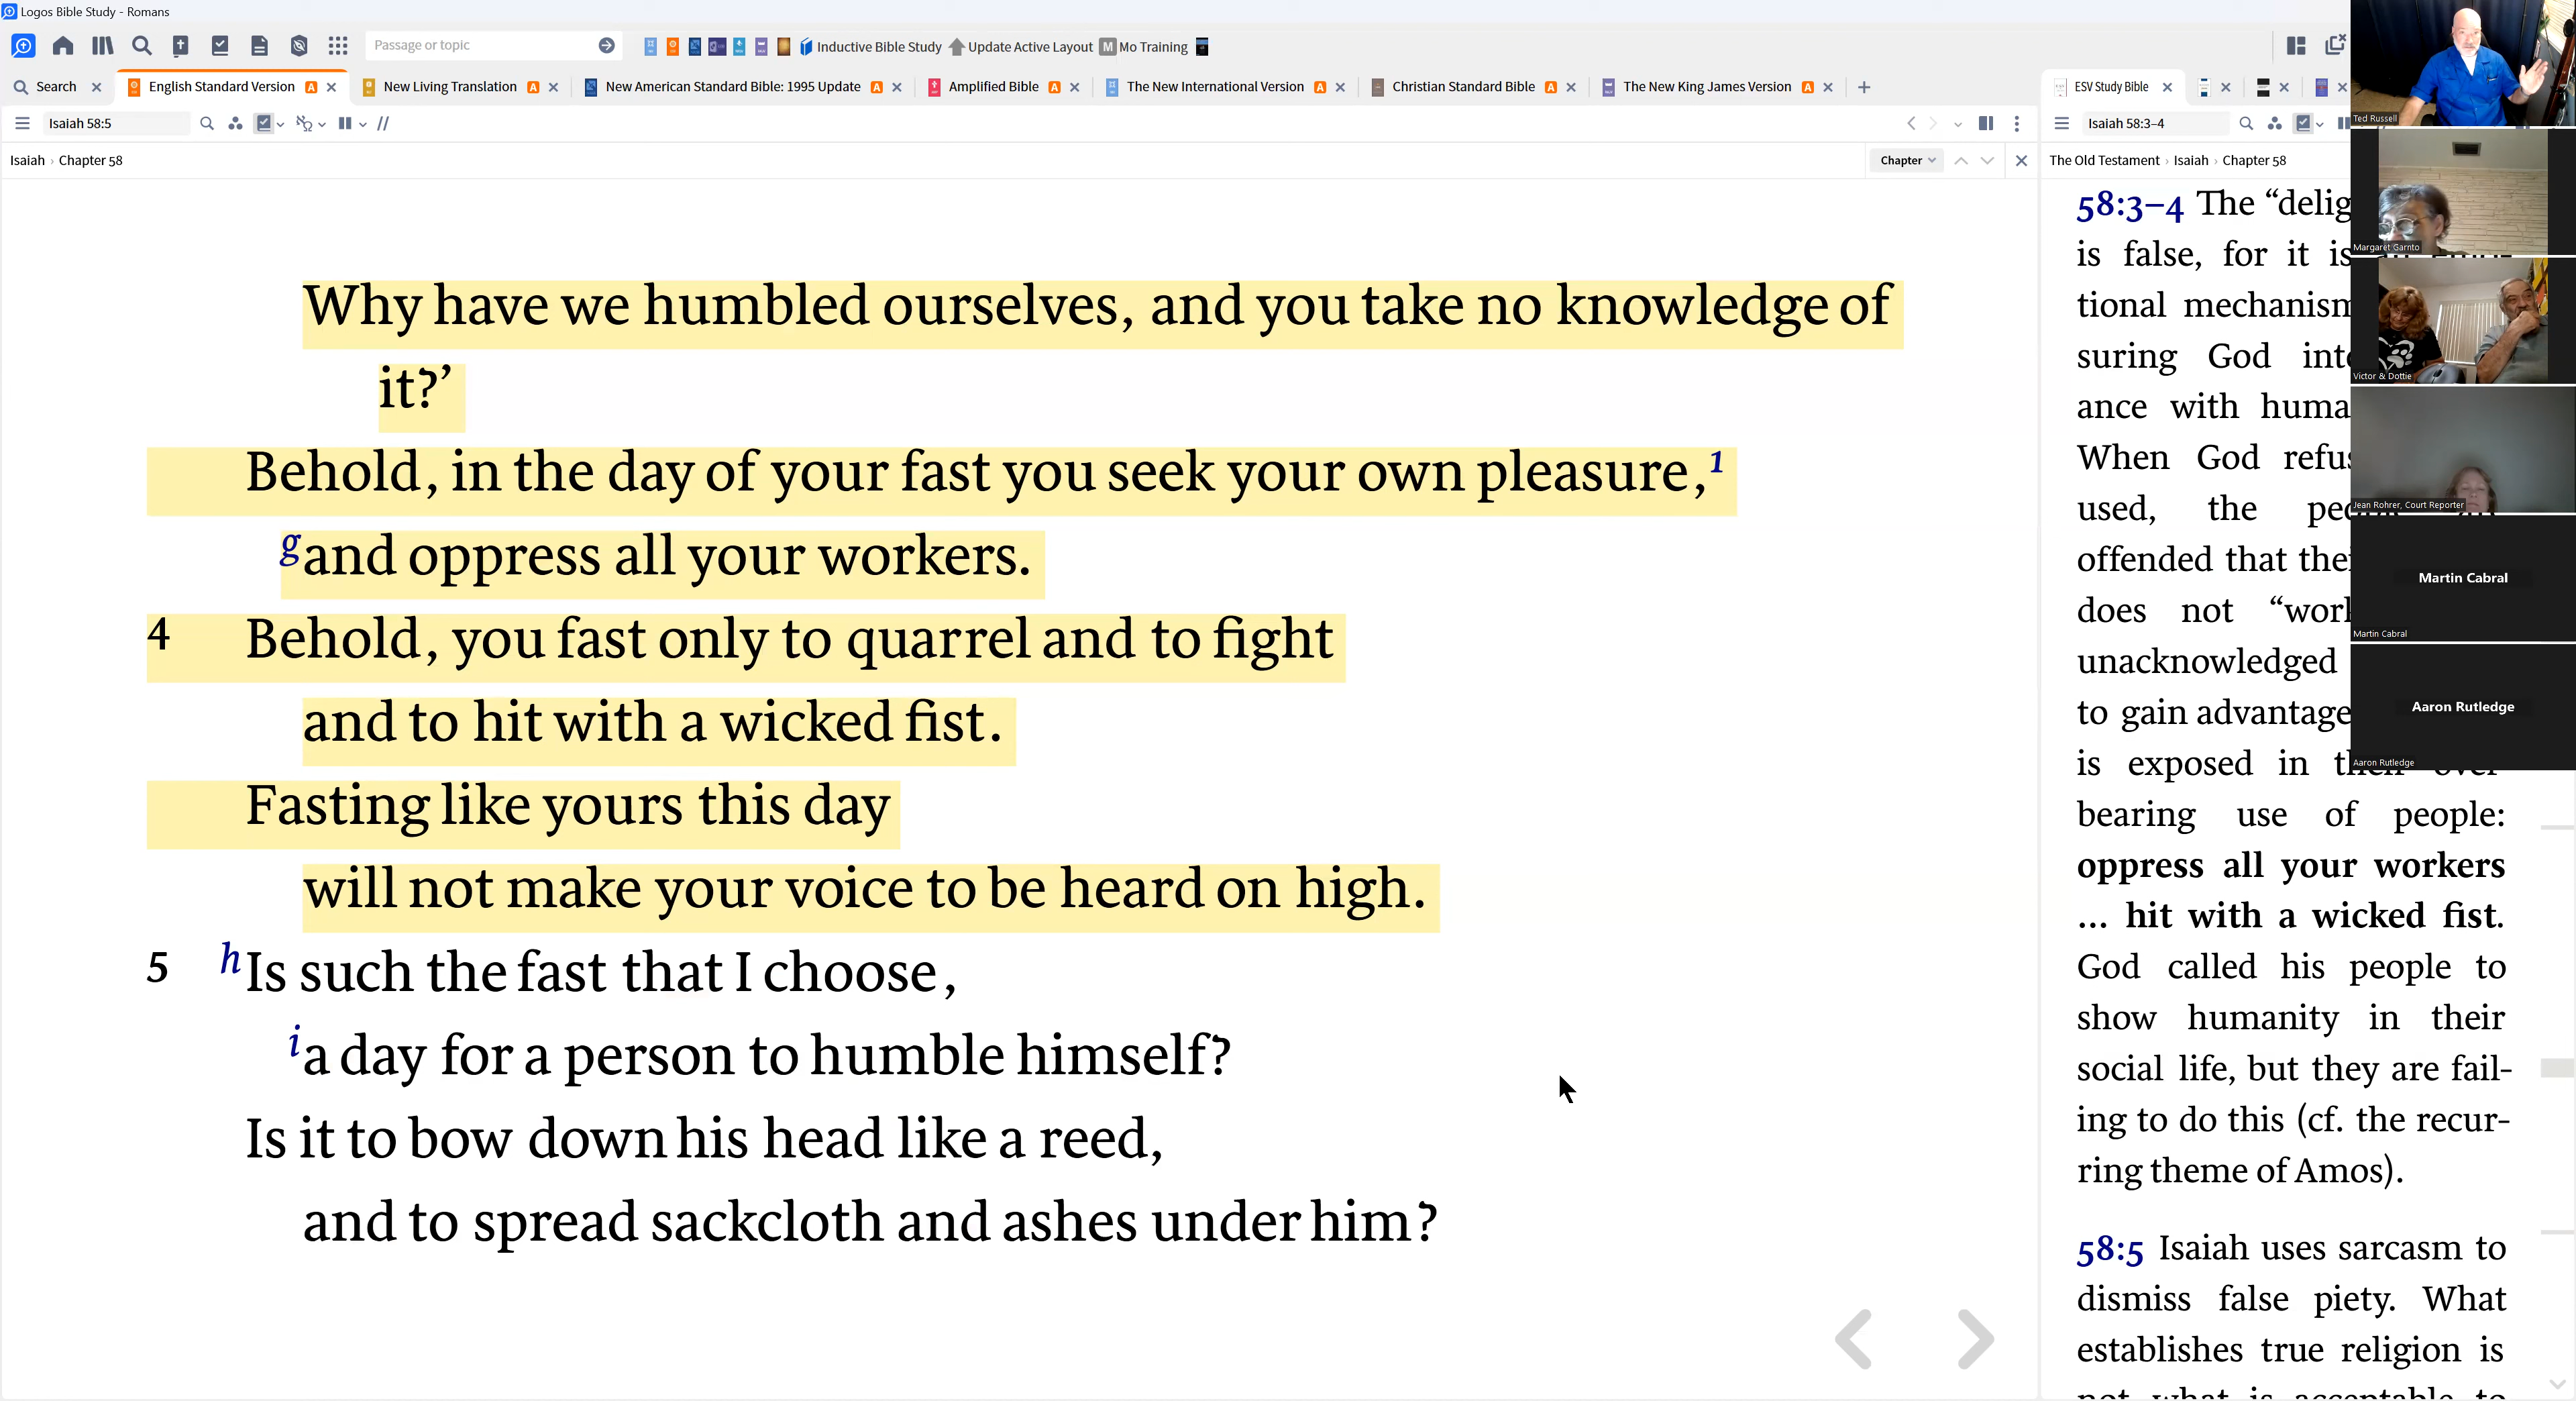 Logos Bible Study - Romans
Passage or topic
Inductive Bible Study
Update Active Layout
M Mo Training
Search
English Standard Version A
New Living Translation A
New American Standard Bible: 1995 Update A
Amplified Bible A
The New International Version A
Christian Standard Bible A
The New King James Version A
ESV Study Bible
Isaiah 58:5
Isaiah 58:3–4
Isaiah › Chapter 58
Chapter
The Old Testament › Isaiah › Chapter 58
Why have we humbled ourselves, and you take no knowledge of
it?’
Behold, in the day of your fast you seek your own pleasure,1
g and oppress all your workers.
4 Behold, you fast only to quarrel and to fight
and to hit with a wicked fist.
Fasting like yours this day
will not make your voice to be heard on high.
5 h Is such the fast that I choose,
i a day for a person to humble himself?
Is it to bow down his head like a reed,
and to spread sackcloth and ashes under him?
58:3–4 The “delig
is false, for it is
tional mechanism
suring God int
ance with huma
When God refus
used, the
offended that the
does not “worl
unacknowledged
to gain advantage
is exposed in their over
bearing use of people:
oppress all your workers
... hit with a wicked fist.
God called his people to
show humanity in their
social life, but they are fail-
ing to do this (cf. the recur-
ring theme of Amos).
58:5 Isaiah uses sarcasm to
dismiss false piety. What
establishes true religion is
not what is acceptable to
Ted Russell
Margaret Garnto
Victor & Dottie
Jean Rohrer, Court Reporter
Martin Cabral
Martin Cabral
Aaron Rutledge
Aaron Rutledge